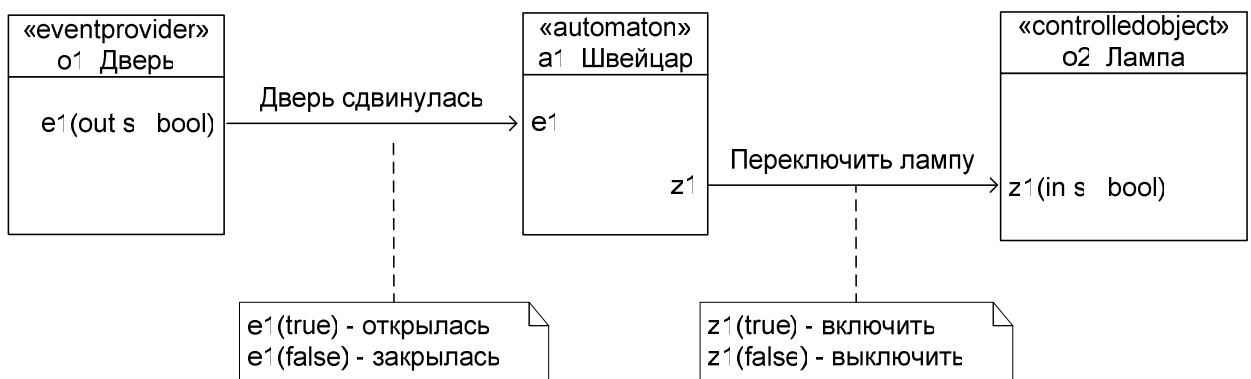 «eventprovider»
o1 Дверь
e1(out s bool)
Дверь сдвинулась
«automaton»
a1 Швейцар
e1
z1
Переключить лампу
«controlledobject»
o2 Лампа
z1(in s bool)
e1(true) - открылась
e1(false) - закрылась
z1(true) - включить
z1(false) - выключить